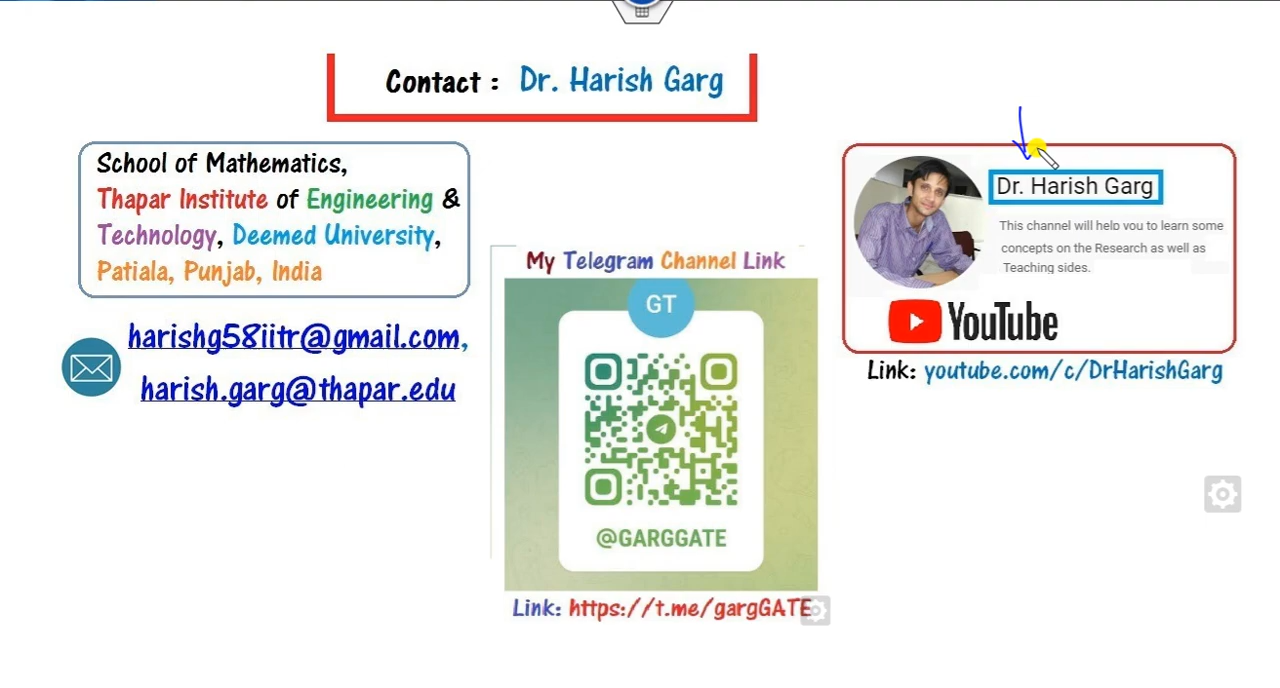 Contact : Dr. Harish Garg
School of Mathematics,
Thapar Institute of Engineering &
Technology, Deemed University,
Patiala, Punjab, India
harishg58iitr@gmail.com,
harish.garg@thapar.edu
My Telegram Channel Link
GT
@GARGGATE
Link: https://t.me/gargGATE
Dr. Harish Garg
This channel will help you to learn some
concepts on the Research as well as
Teaching sides.
YouTube
Link: youtube.com/c/DrHarishGarg